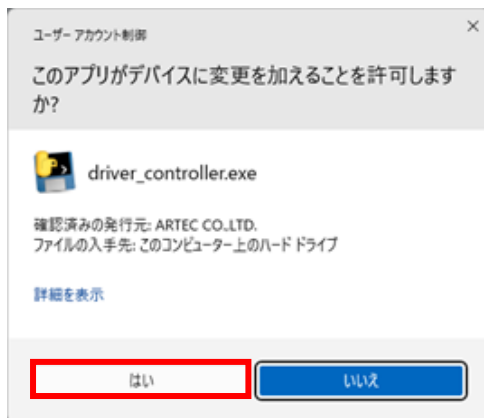 ユーザー アカウント制御
このアプリがデバイスに変更を加えることを許可します
か?
driver_controller.exe
確認済みの発行元: ARTEC CO.,LTD.
ファイルの入手先: このコンピューター上のハード ドライブ
詳細を表示
はい
いいえ